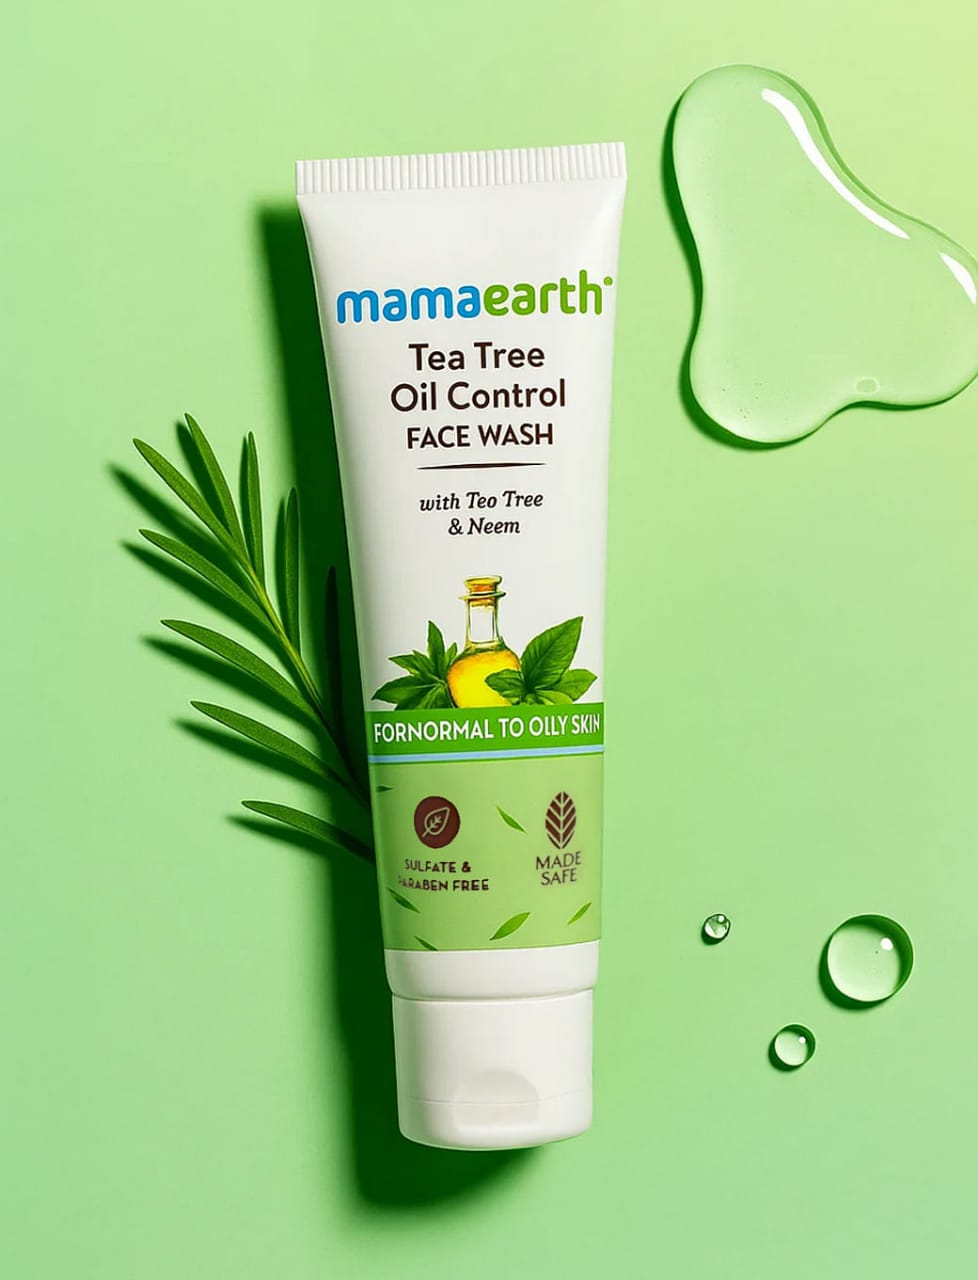 mamaearth
Tea Tree
Oil Control
FACE WASH
with Teo Tree
& Neem
FORNORMAL TO OILY SKIN
SULFATE &
PARABEN FREE
MADE
SAFE